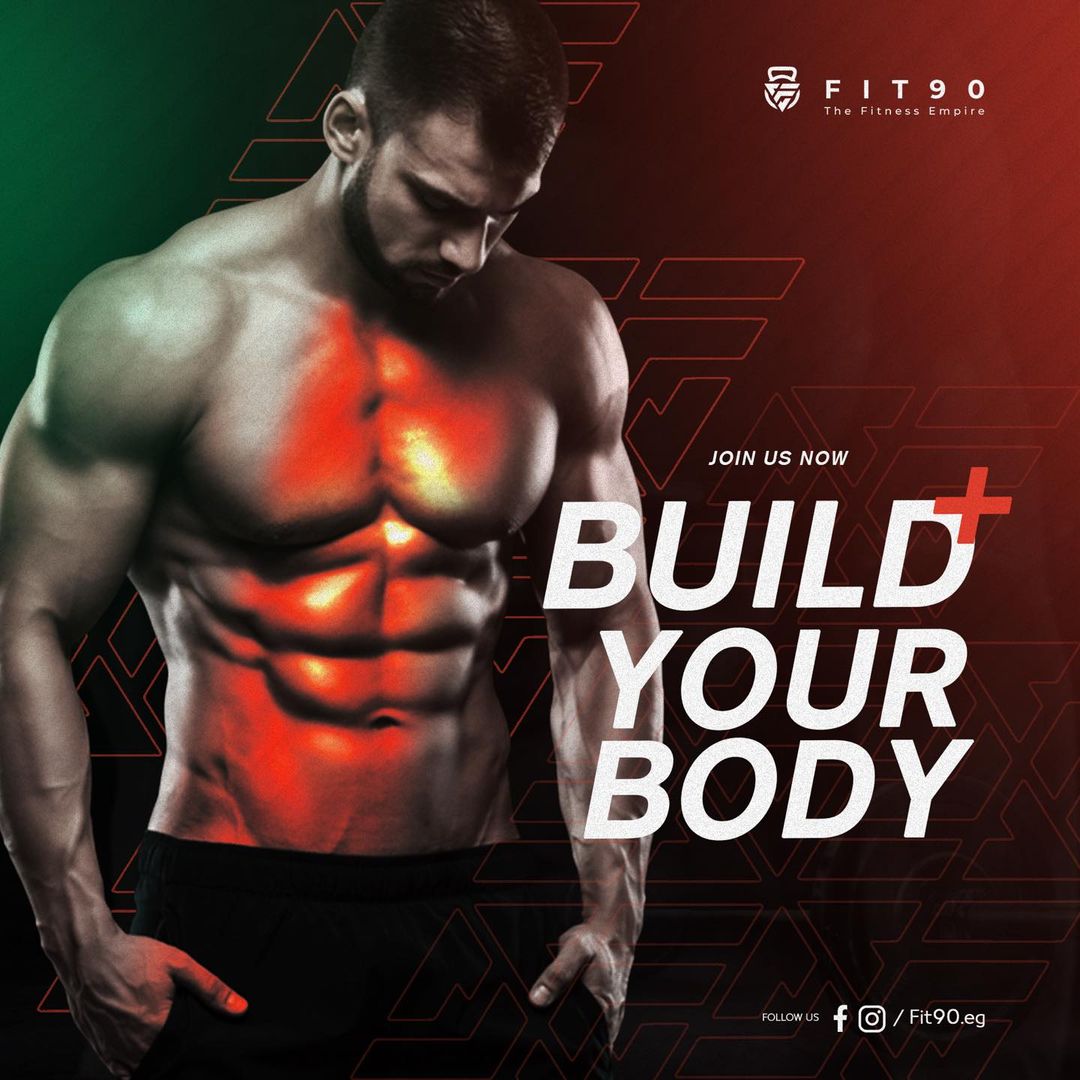 FIT90
The Fitness Empire
JOIN US NOW
BUILD+
YOUR
BODY
FOLLOW US / Fit90.eg